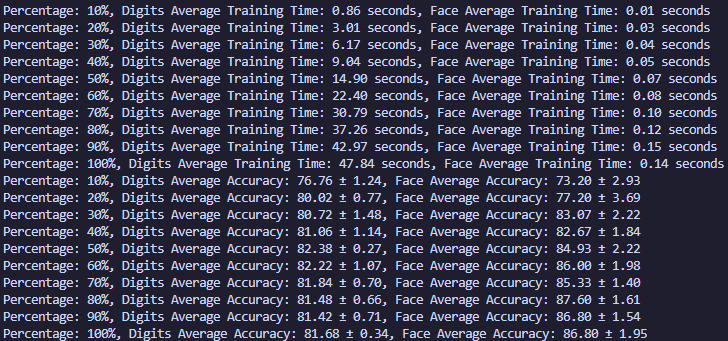 Percentage: 10%, Digits Average Training Time: 0.86 seconds, Face Average Training Time: 0.01 seconds
Percentage: 20%, Digits Average Training Time: 3.01 seconds, Face Average Training Time: 0.03 seconds
Percentage: 30%, Digits Average Training Time: 6.17 seconds, Face Average Training Time: 0.04 seconds
Percentage: 40%, Digits Average Training Time: 9.04 seconds, Face Average Training Time: 0.05 seconds
Percentage: 50%, Digits Average Training Time: 14.90 seconds, Face Average Training Time: 0.07 seconds
Percentage: 60%, Digits Average Training Time: 22.40 seconds, Face Average Training Time: 0.08 seconds
Percentage: 70%, Digits Average Training Time: 30.79 seconds, Face Average Training Time: 0.10 seconds
Percentage: 80%, Digits Average Training Time: 37.26 seconds, Face Average Training Time: 0.12 seconds
Percentage: 90%, Digits Average Training Time: 42.97 seconds, Face Average Training Time: 0.15 seconds
Percentage: 100%, Digits Average Training Time: 47.84 seconds, Face Average Training Time: 0.14 seconds
Percentage: 10%, Digits Average Accuracy: 76.76 ± 1.24, Face Average Accuracy: 73.20 ± 2.93
Percentage: 20%, Digits Average Accuracy: 80.02 ± 0.77, Face Average Accuracy: 77.20 ± 3.69
Percentage: 30%, Digits Average Accuracy: 80.72 ± 1.48, Face Average Accuracy: 83.07 ± 2.22
Percentage: 40%, Digits Average Accuracy: 81.06 ± 1.14, Face Average Accuracy: 82.67 ± 1.84
Percentage: 50%, Digits Average Accuracy: 82.38 ± 0.27, Face Average Accuracy: 84.93 ± 2.22
Percentage: 60%, Digits Average Accuracy: 82.22 ± 1.07, Face Average Accuracy: 86.00 ± 1.98
Percentage: 70%, Digits Average Accuracy: 81.84 ± 0.70, Face Average Accuracy: 85.33 ± 1.40
Percentage: 80%, Digits Average Accuracy: 81.48 ± 0.66, Face Average Accuracy: 87.60 ± 1.61
Percentage: 90%, Digits Average Accuracy: 81.42 ± 0.71, Face Average Accuracy: 86.80 ± 1.54
Percentage: 100%, Digits Average Accuracy: 81.68 ± 0.34, Face Average Accuracy: 86.80 ± 1.95